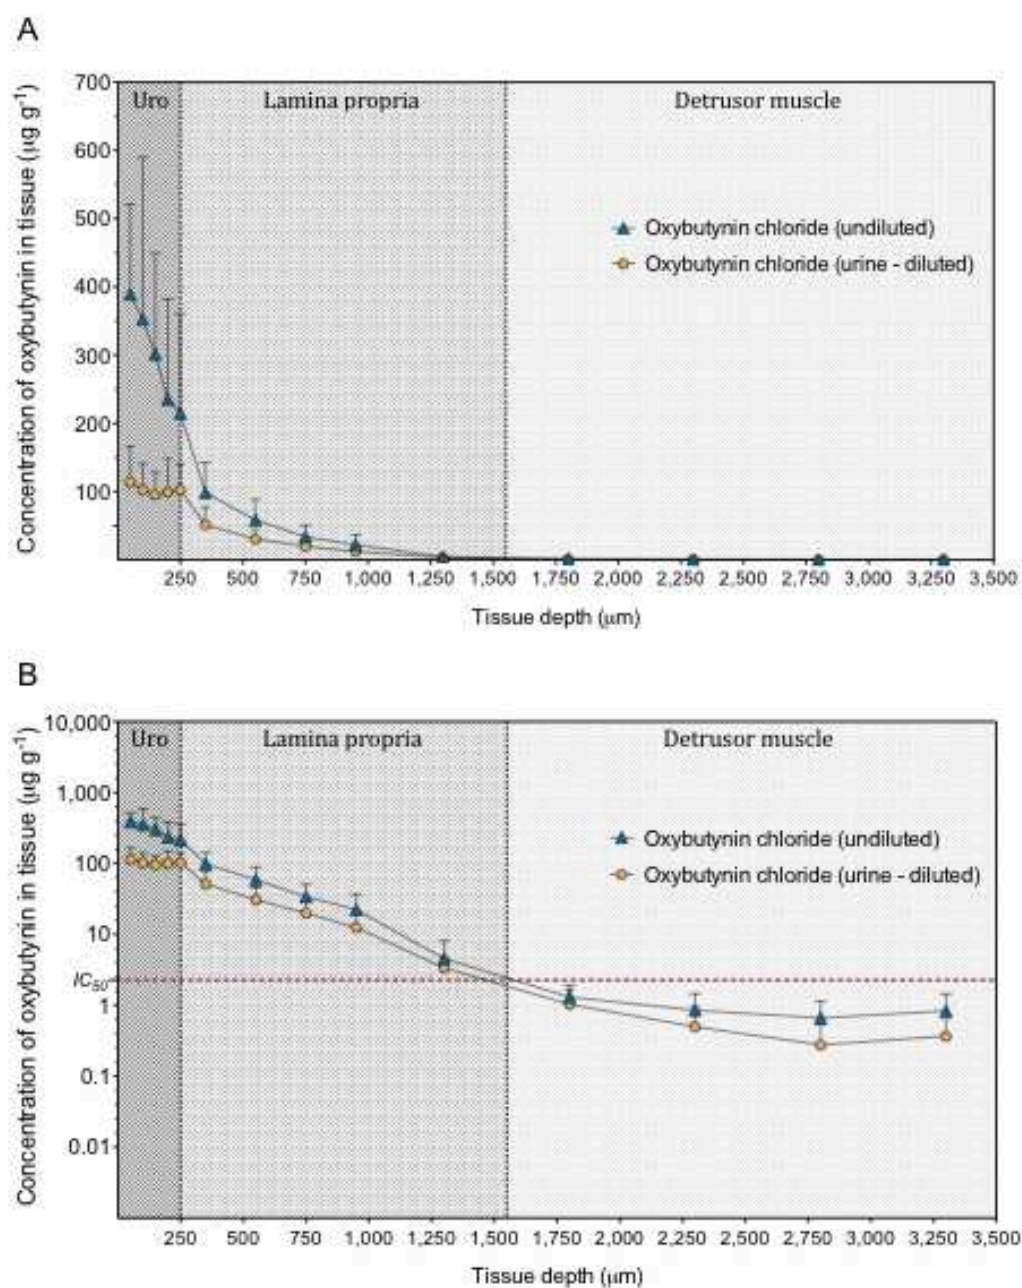 A
Concentration of oxybutynin in tissue (µg g⁻¹)
700
600
500
400
300
200
100
Uro
Lamina propria
Detrusor muscle
Oxybutynin chloride (undiluted)
Oxybutynin chloride (urine - diluted)
250 500 750 1,000 1,250 1,500 1,750 2,000 2,250 2,500 2,750 3,000 3,250 3,500
Tissue depth (µm)
B
Concentration of oxybutynin in tissue (µg g⁻¹)
10,000
1,000
100
10
IC₅₀
1
0.1
0.01
Uro
Lamina propria
Detrusor muscle
Oxybutynin chloride (undiluted)
Oxybutynin chloride (urine - diluted)
250 500 750 1,000 1,250 1,500 1,750 2,000 2,250 2,500 2,750 3,000 3,250 3,500
Tissue depth (µm)